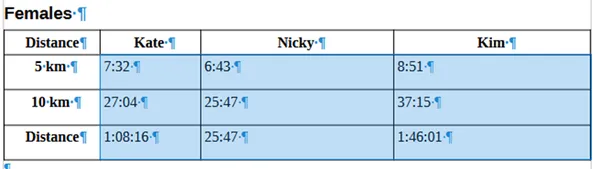 Females
Distance Kate Nicky Kim
5 km 7:32 6:43 8:51
10 km 27:04 25:47 37:15
Distance 1:08:16 25:47 1:46:01